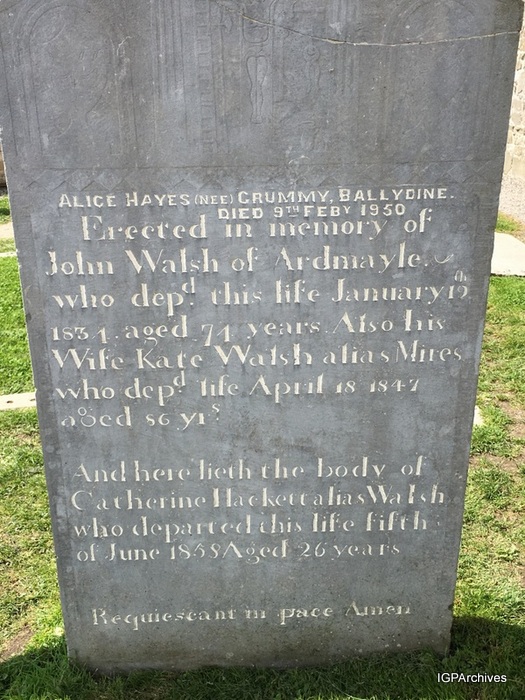 ALICE HAYES (NEE) CRUMMY, BALLYDINE.
DIED 9TH FEBY 1950
Erected in memory of
John Walsh of Ardmayle
who depd this life January 19th
1834. aged 74 years. Also his
Wife Kate Walsh alias Mires
who depd life April 18 1847
aged 86 yrs
And here lieth the body of
Catherine Hackett alias Walsh
who departed this life fifth
of June 1858 Aged 26 years
Requiescant in pace Amen
IGPArchives